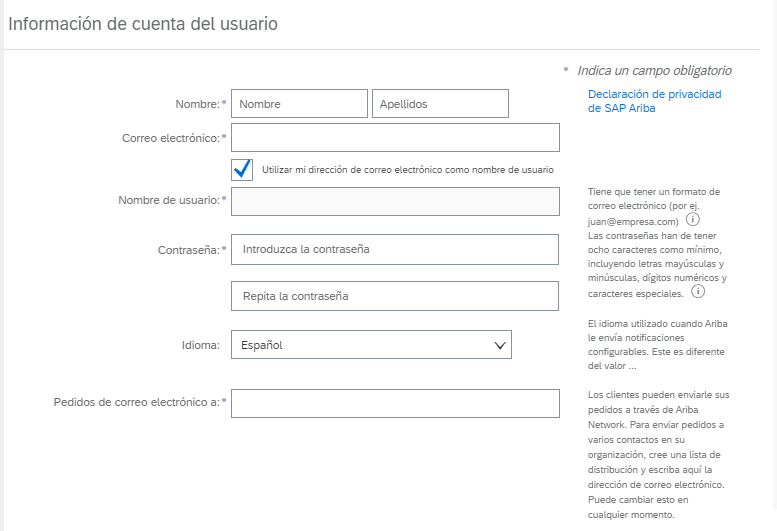 Información de cuenta del usuario
* Indica un campo obligatorio
Nombre:* Nombre Apellidos
Declaración de privacidad
de SAP Ariba
Correo electrónico:*
Utilizar mi dirección de correo electrónico como nombre de usuario
Nombre de usuario:*
Tiene que tener un formato de
correo electrónico (por ej.
juan@empresa.com)
Contraseña:* Introduzca la contraseña
Repita la contraseña
Las contraseñas han de tener
ocho caracteres como mínimo,
incluyendo letras mayúsculas y
minúsculas, dígitos numéricos y
caracteres especiales.
Idioma: Español
El idioma utilizado cuando Ariba
le envía notificaciones
configurables. Este es diferente
del valor ...
Pedidos de correo electrónico a:*
Los clientes pueden enviarle sus
pedidos a través de Ariba
Network. Para enviar pedidos a
varios contactos en su
organización, cree una lista de
distribución y escriba aquí la
dirección de correo electrónico.
Puede cambiar esto en
cualquier momento.